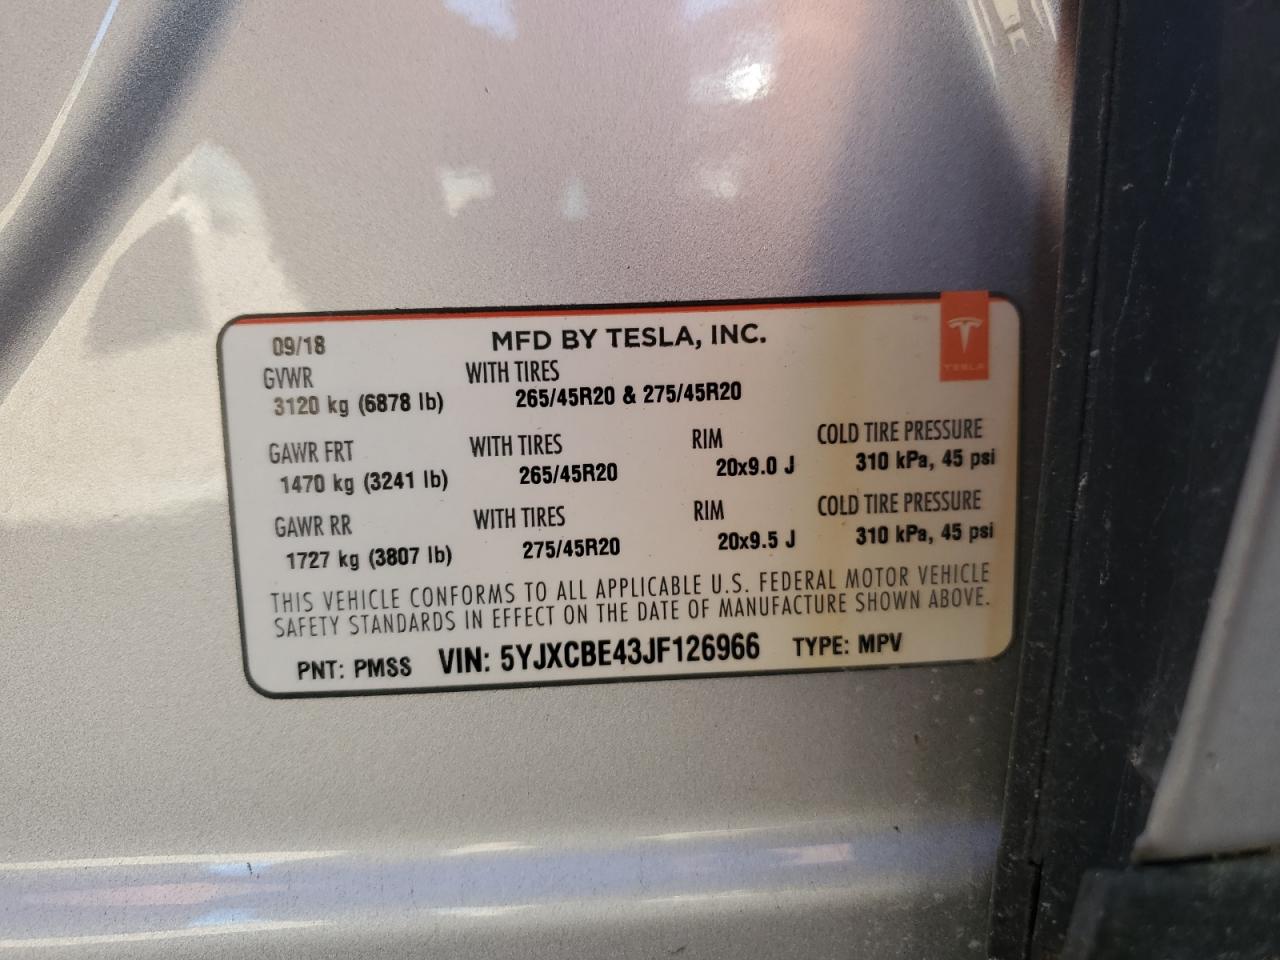 09/18 MFD BY TESLA, INC.
TESLA
GVWR WITH TIRES
3120 kg (6878 lb) 265/45R20 & 275/45R20
GAWR FRT WITH TIRES RIM COLD TIRE PRESSURE
1470 kg (3241 lb) 265/45R20 20x9.0 J 310 kPa, 45 psi
GAWR RR WITH TIRES RIM COLD TIRE PRESSURE
1727 kg (3807 lb) 275/45R20 20x9.5 J 310 kPa, 45 psi
THIS VEHICLE CONFORMS TO ALL APPLICABLE U.S. FEDERAL MOTOR VEHICLE
SAFETY STANDARDS IN EFFECT ON THE DATE OF MANUFACTURE SHOWN ABOVE.
PNT: PMSS VIN: 5YJXCBE43JF126966 TYPE: MPV